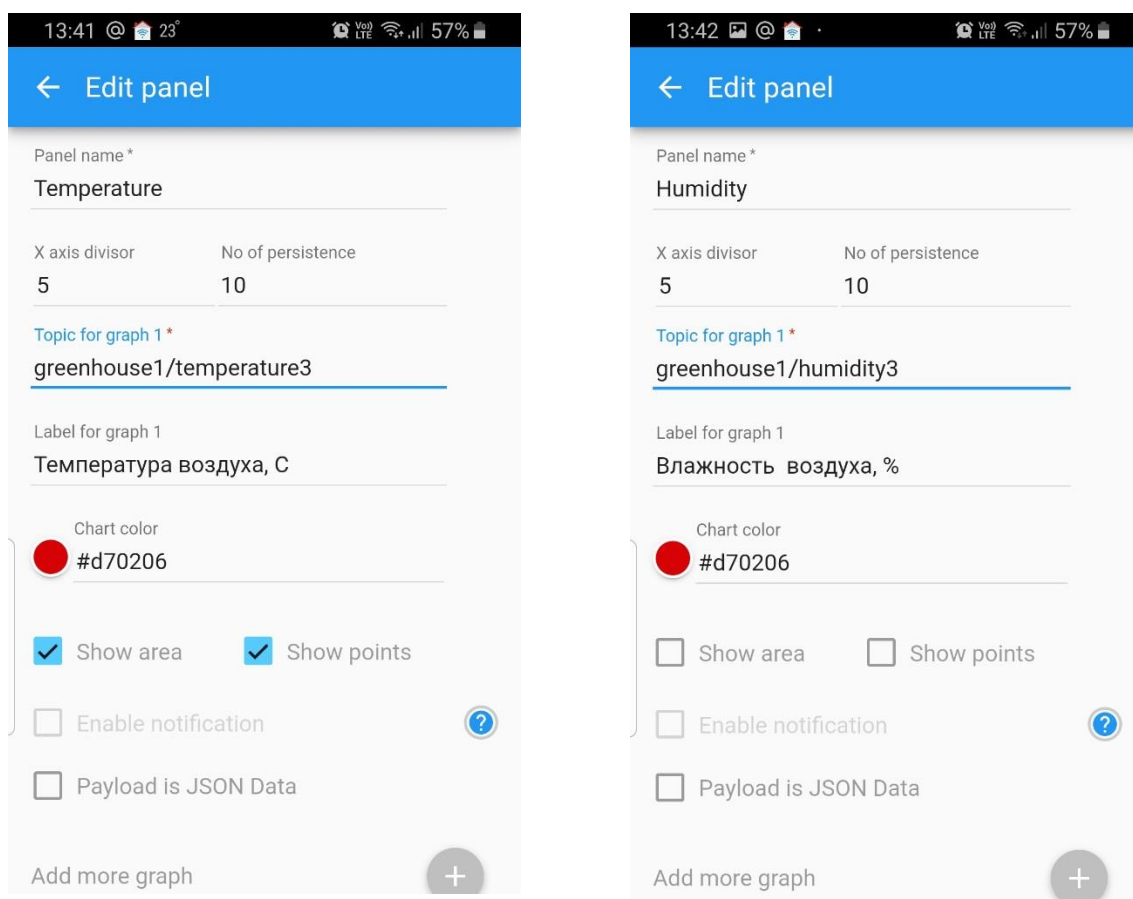 13:41 @ 23° Vo)) LTE 57%
Edit panel
Panel name *
Temperature
X axis divisor No of persistence
5 10
Topic for graph 1 *
greenhouse1/temperature3
Label for graph 1
Температура воздуха, С
Chart color
#d70206
Show area Show points
Enable notification ?
Payload is JSON Data
Add more graph +
13:42 @ · Vo)) LTE 57%
Edit panel
Panel name *
Humidity
X axis divisor No of persistence
5 10
Topic for graph 1 *
greenhouse1/humidity3
Label for graph 1
Влажность  воздуха, %
Chart color
#d70206
Show area Show points
Enable notification ?
Payload is JSON Data
Add more graph +